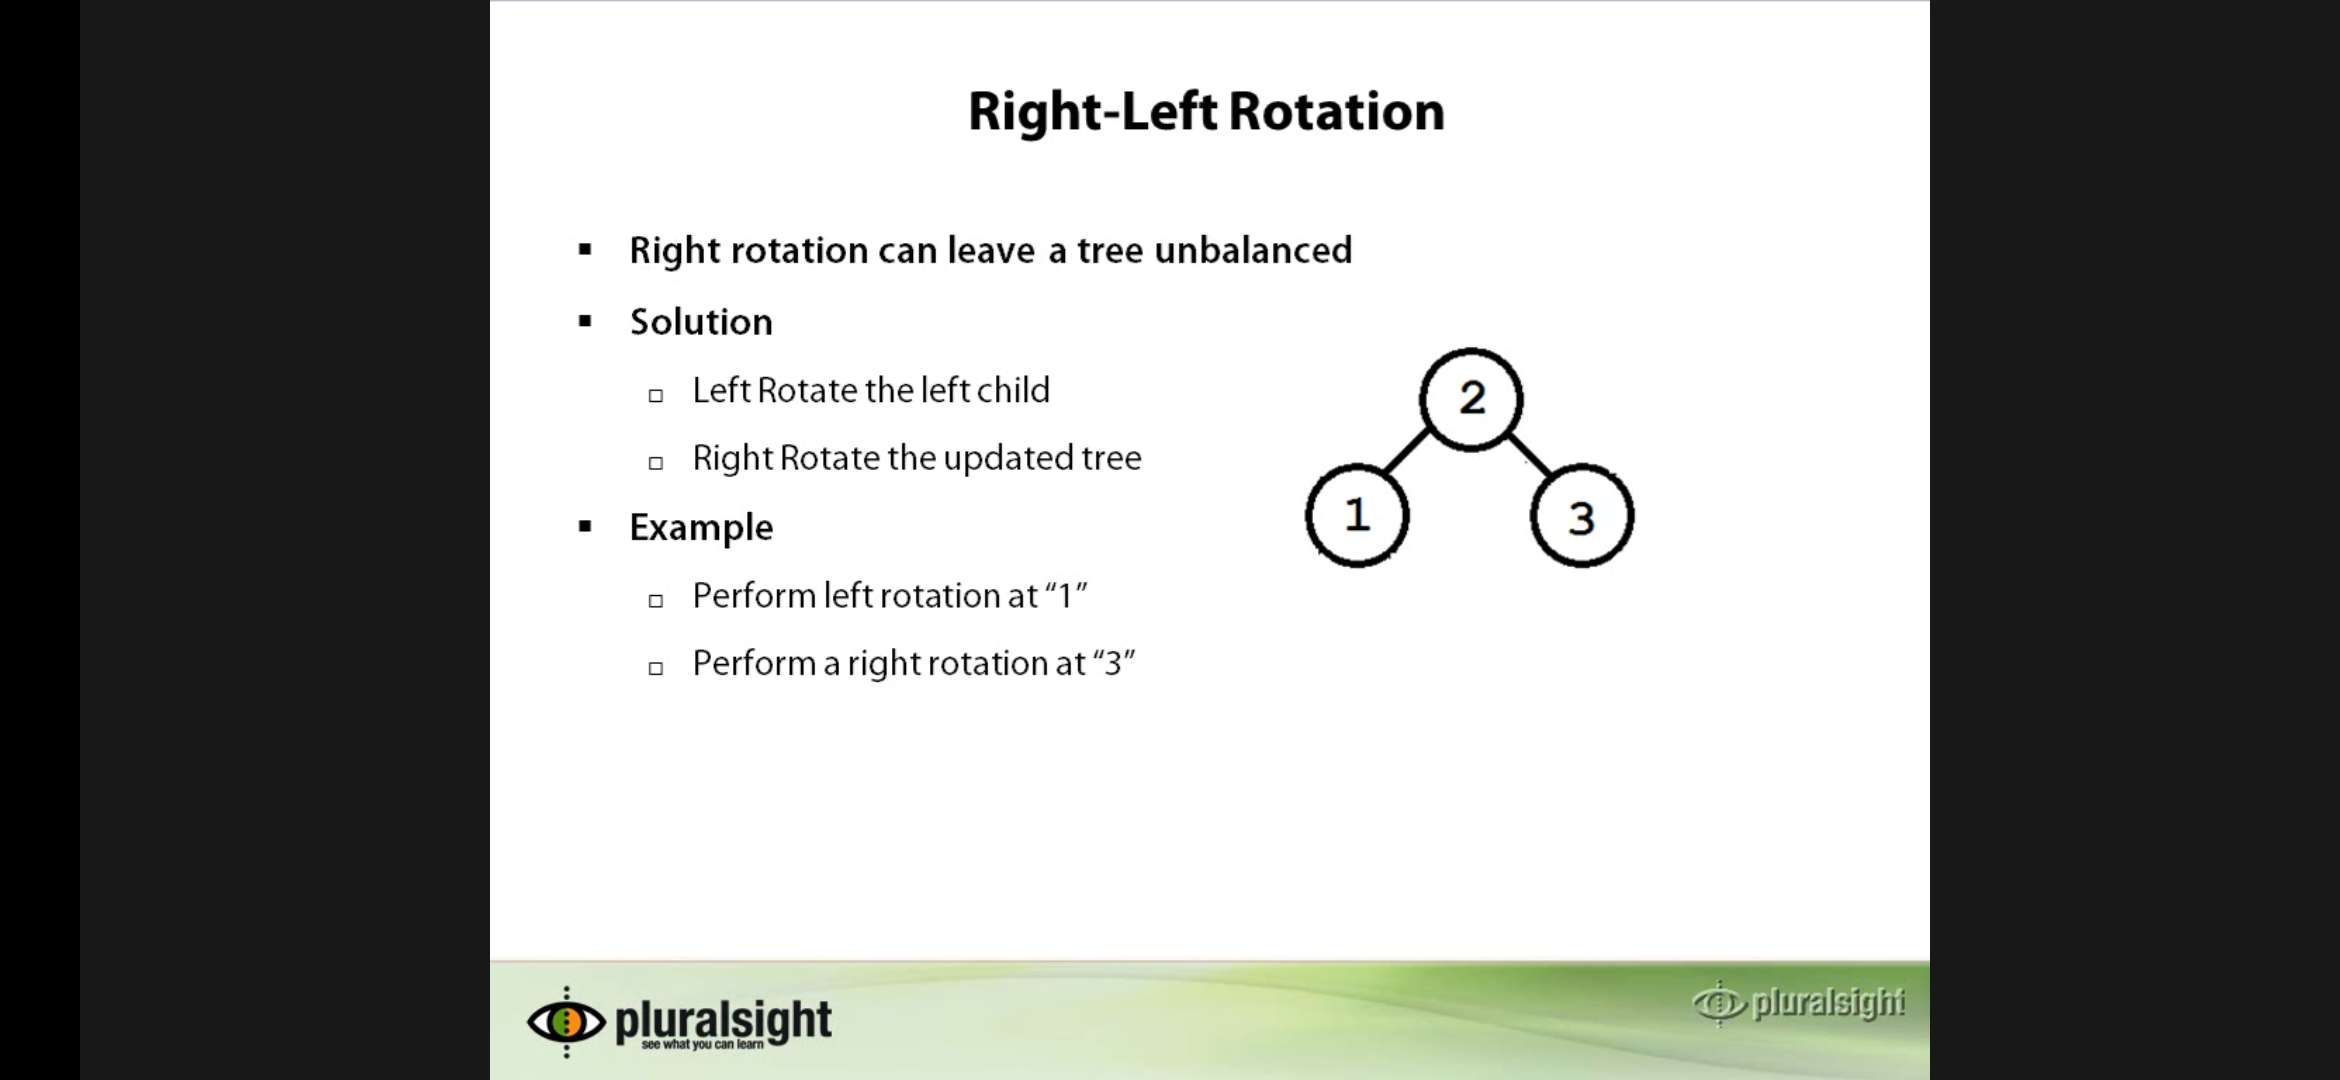 Right-Left Rotation
Right rotation can leave a tree unbalanced
Solution
Left Rotate the left child
Right Rotate the updated tree
Example
Perform left rotation at “1”
Perform a right rotation at “3”
2
1
3
pluralsight
see what you can learn
pluralsight